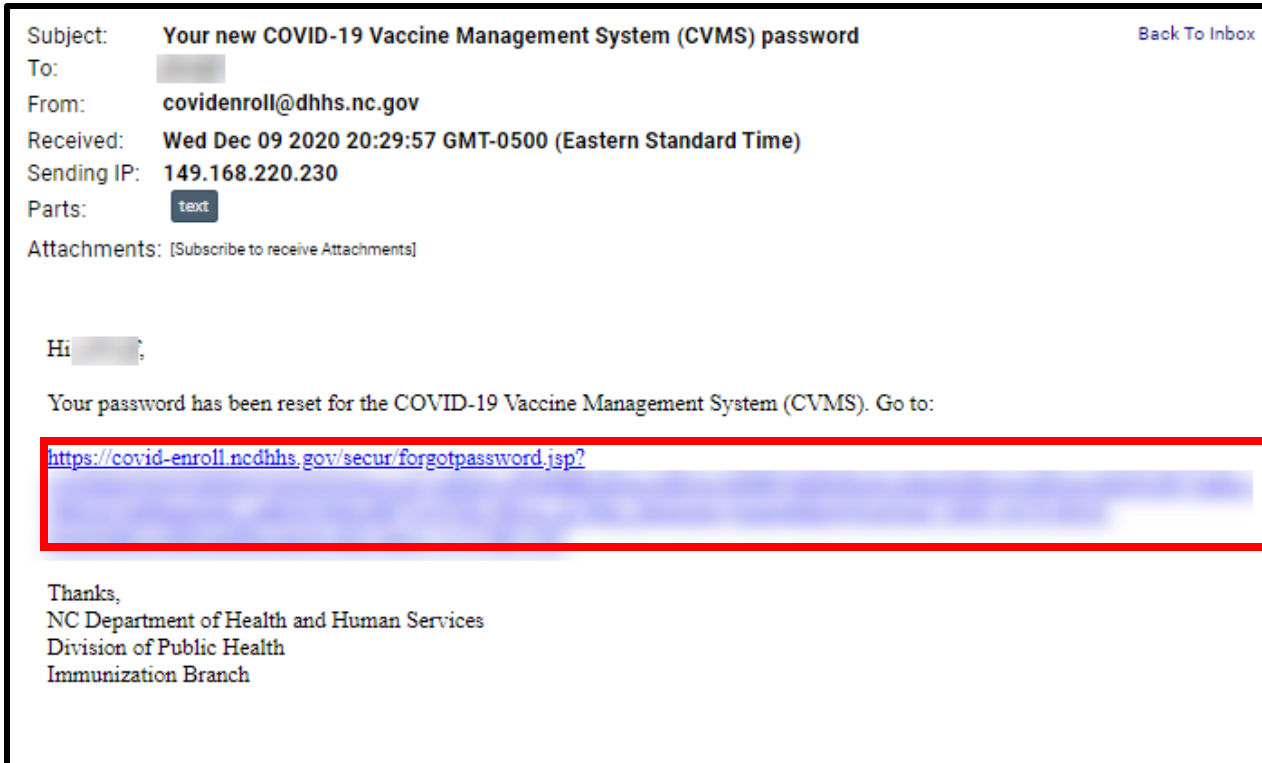 Subject: Your new COVID-19 Vaccine Management System (CVMS) password Back To Inbox
To:
From: covidenroll@dhhs.nc.gov
Received: Wed Dec 09 2020 20:29:57 GMT-0500 (Eastern Standard Time)
Sending IP: 149.168.220.230
Parts: text
Attachments: [Subscribe to receive Attachments]
Hi ,
Your password has been reset for the COVID-19 Vaccine Management System (CVMS). Go to:
https://covid-enroll.ncdhhs.gov/secur/forgotpassword.jsp?
Thanks,
NC Department of Health and Human Services
Division of Public Health
Immunization Branch